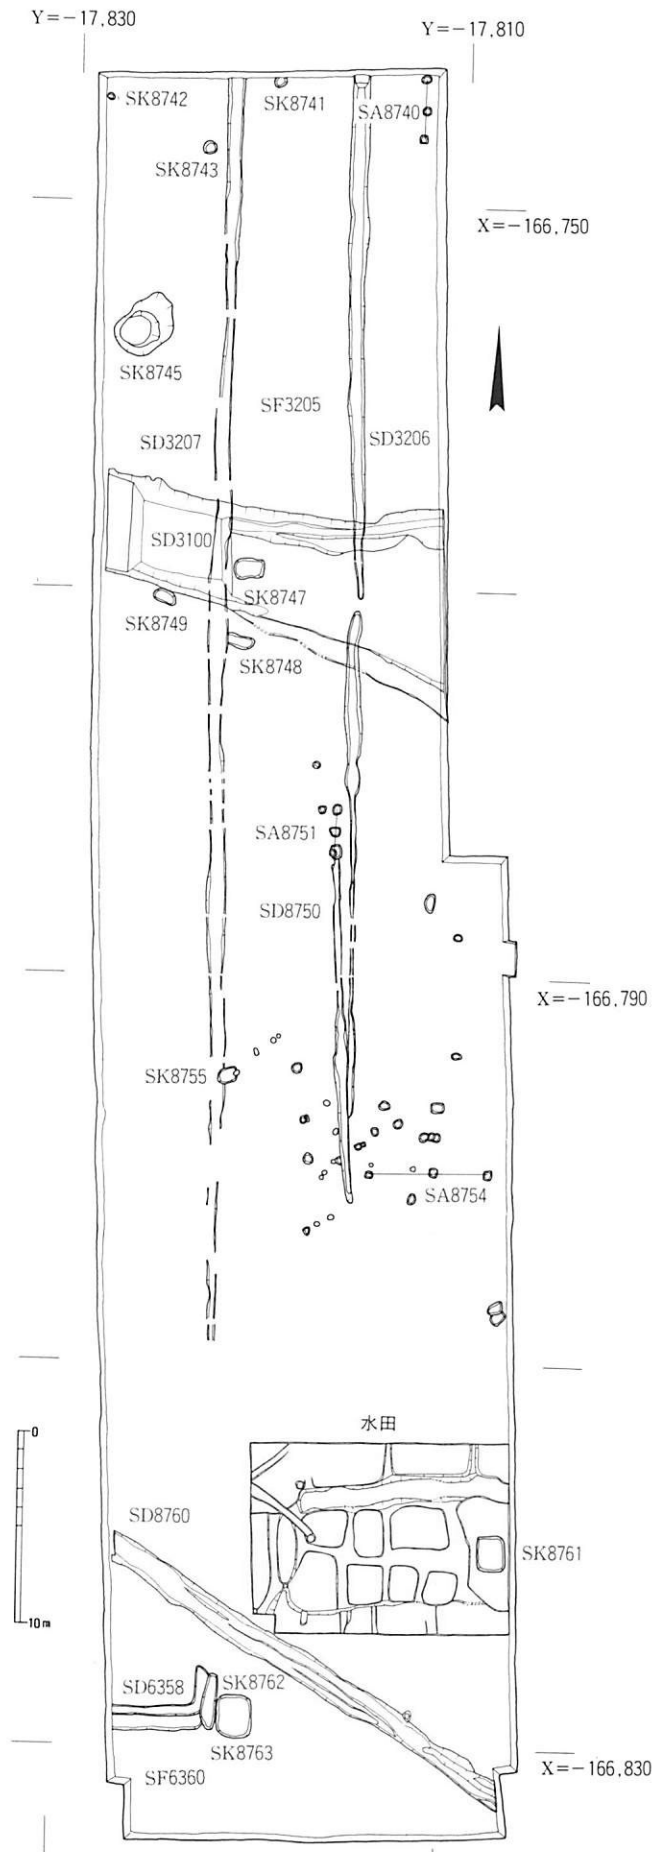 Y=-17,830
Y=-17,810
SK8742
SK8741
SA8740
SK8743
X=-166,750
SK8745
SF3205
SD3207
SD3206
SD3100
SK8747
SK8749
SK8748
SA8751
SD8750
X=-166,790
SK8755
SA8754
水田
0
SD8760
SK8761
10m
SD6358
SK8762
SK8763
SF6360
X=-166,830